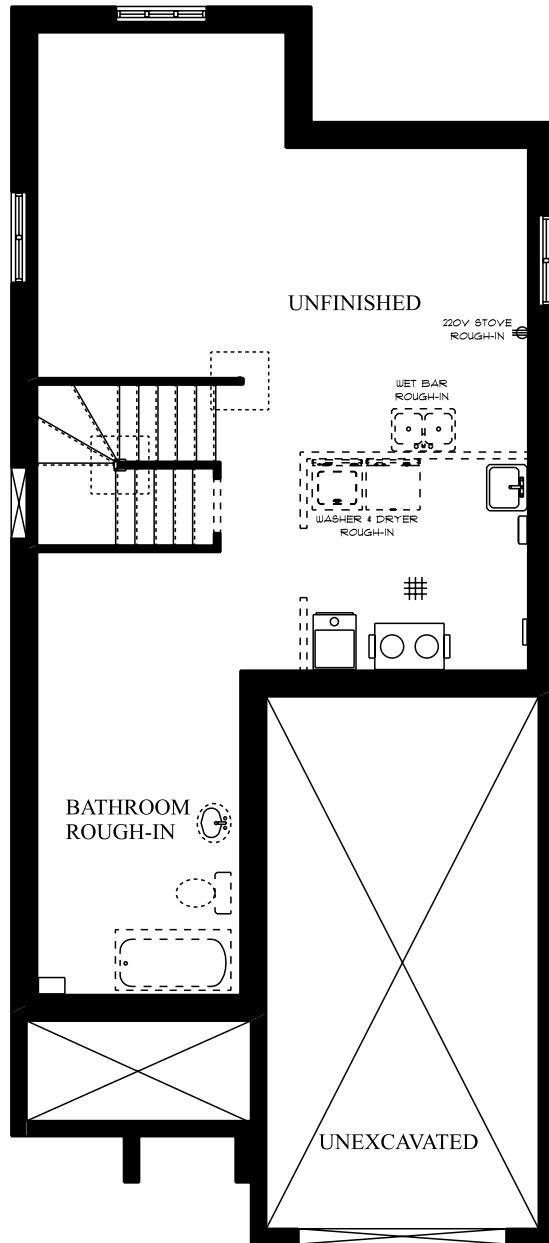 UNFINISHED
220V STOVE
ROUGH-IN
WET BAR
ROUGH-IN
WASHER & DRYER
ROUGH-IN
BATHROOM
ROUGH-IN
UNEXCAVATED